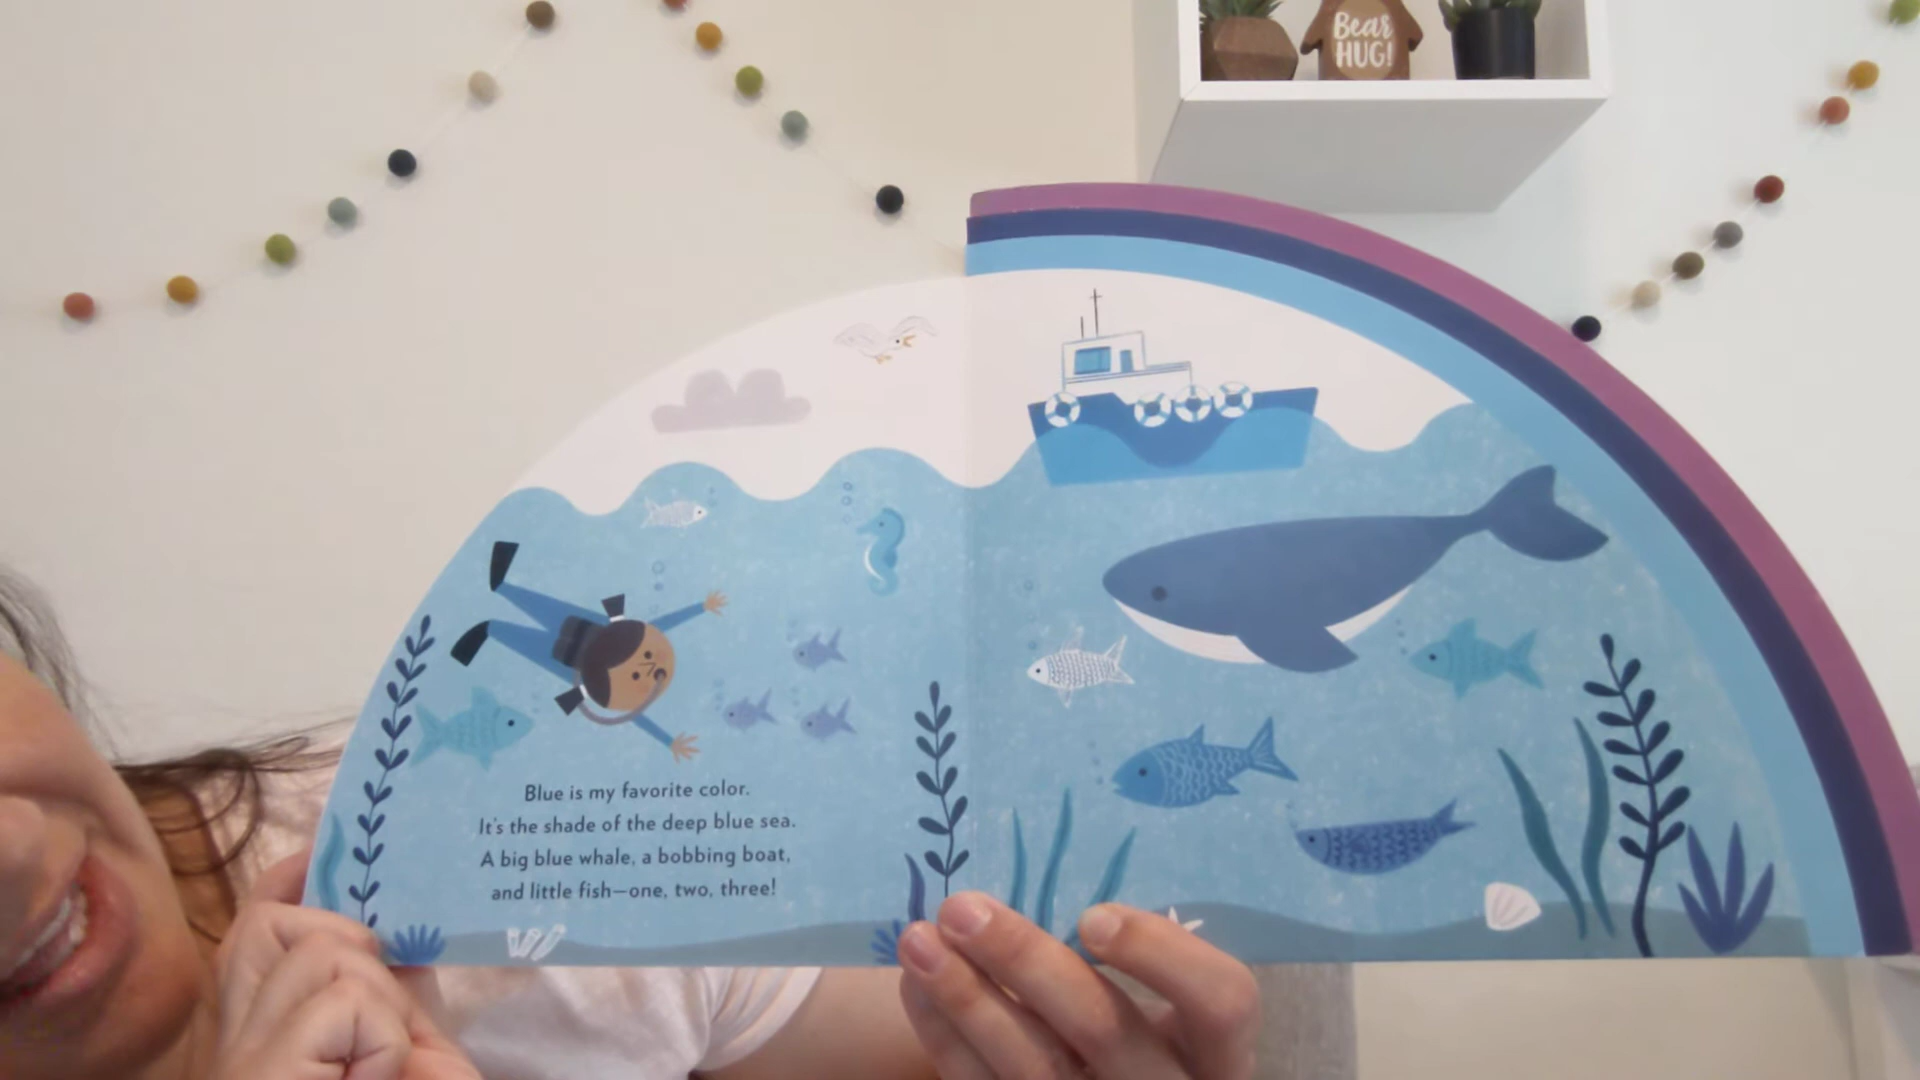 Bear
HUG!
Blue is my favorite color.
It's the shade of the deep blue sea.
A big blue whale, a bobbing boat,
and little fish—one, two, three!